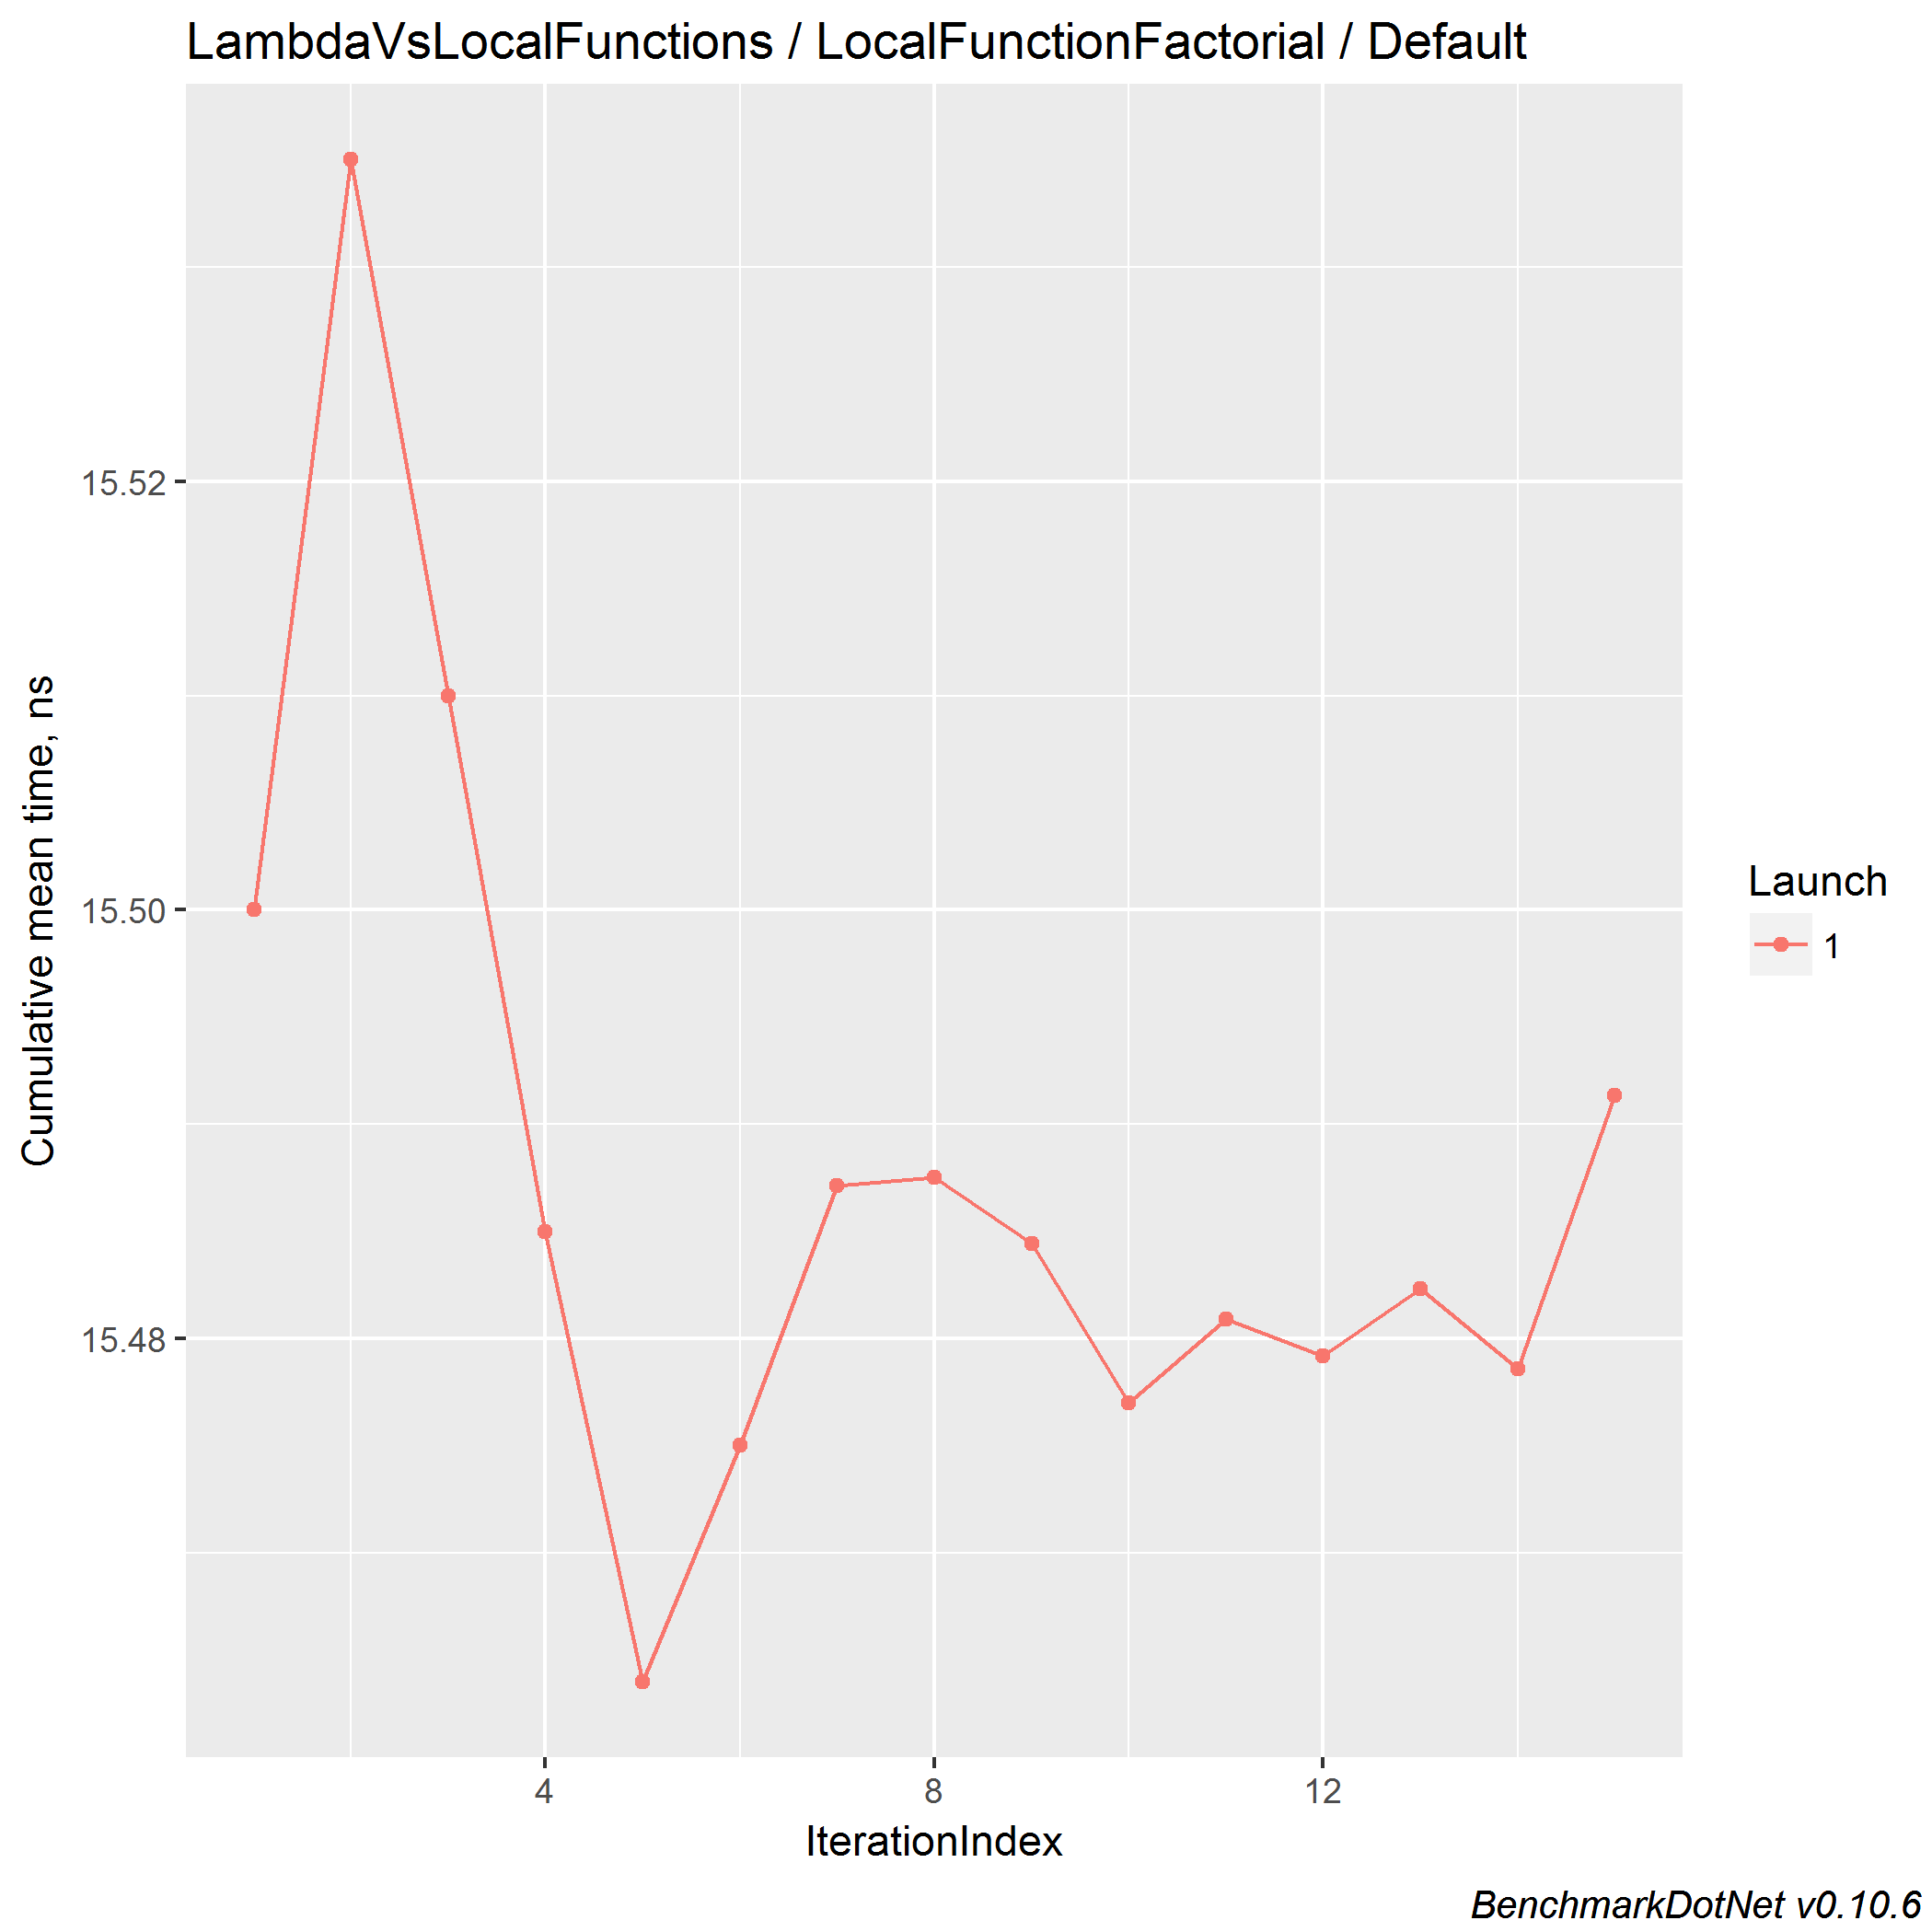 LambdaVsLocalFunctions / LocalFunctionFactorial / Default
Cumulative mean time, ns
15.52
15.50
15.48
4
8
12
IterationIndex
Launch
1
BenchmarkDotNet v0.10.6